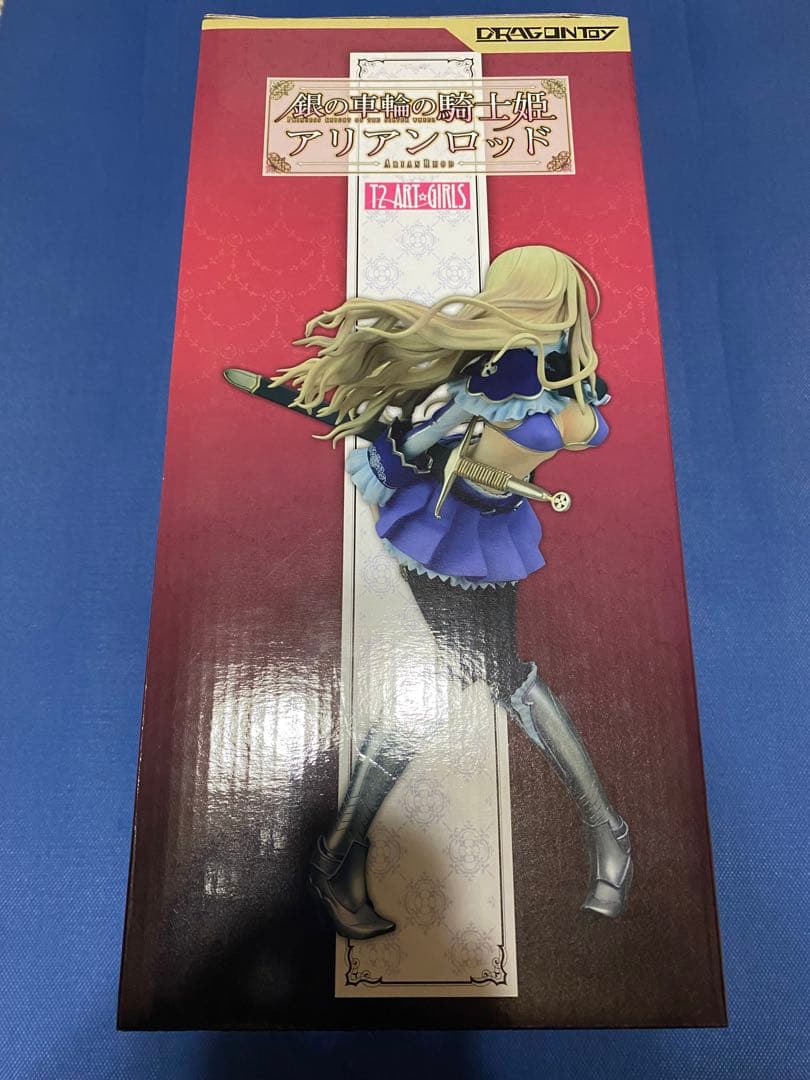 DRAGONTOY
銀の車輪の騎士姫
PRINCESS KNIGHT OF THE SILVER WHEEL
アリアンロッド
ARIANRHOD
T2 ART☆GIRLS